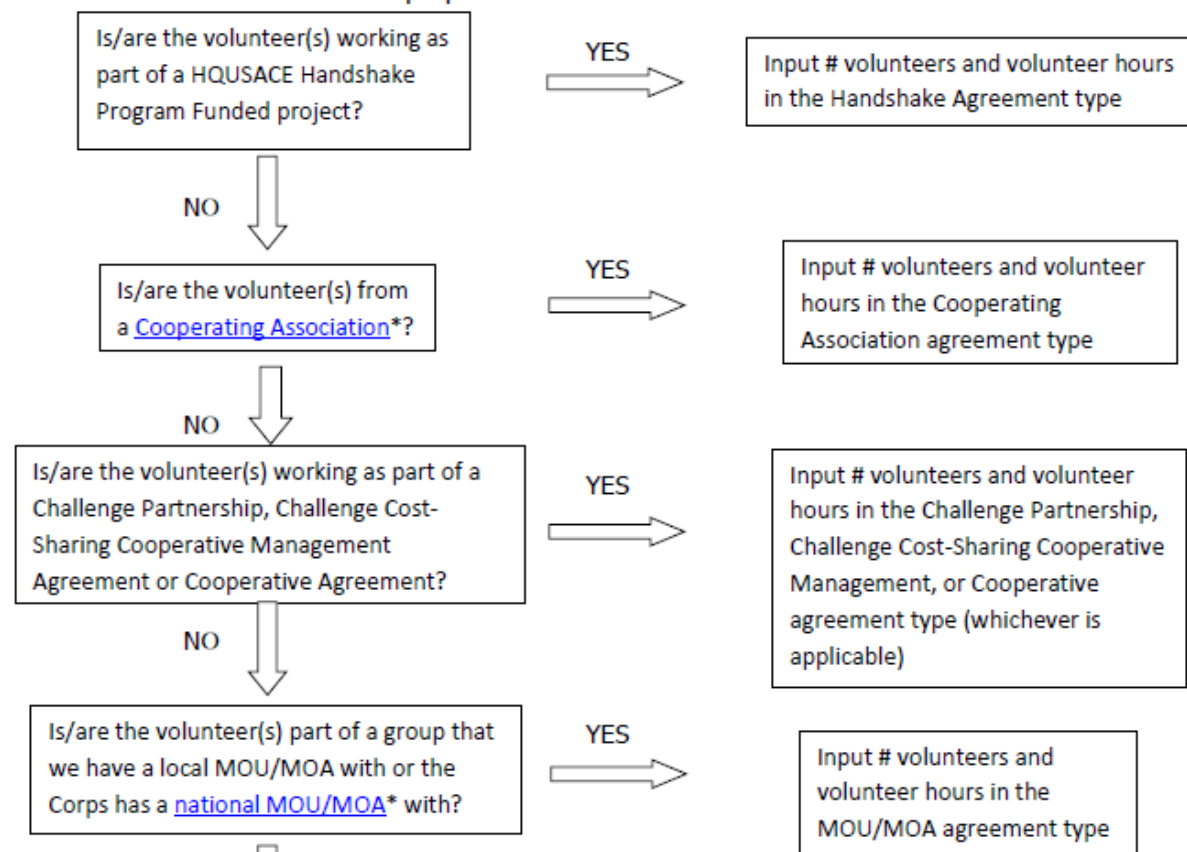 Is/are the volunteer(s) working as
part of a HQUSACE Handshake
Program Funded project?
YES
Input # volunteers and volunteer hours
in the Handshake Agreement type
NO
Is/are the volunteer(s) from
a Cooperating Association*?
YES
Input # volunteers and volunteer
hours in the Cooperating
Association agreement type
NO
Is/are the volunteer(s) working as part of a
Challenge Partnership, Challenge Cost-
Sharing Cooperative Management
Agreement or Cooperative Agreement?
YES
Input # volunteers and volunteer
hours in the Challenge Partnership,
Challenge Cost-Sharing Cooperative
Management, or Cooperative
agreement type (whichever is
applicable)
NO
Is/are the volunteer(s) part of a group that
we have a local MOU/MOA with or the
Corps has a national MOU/MOA* with?
YES
Input # volunteers and
volunteer hours in the
MOU/MOA agreement type